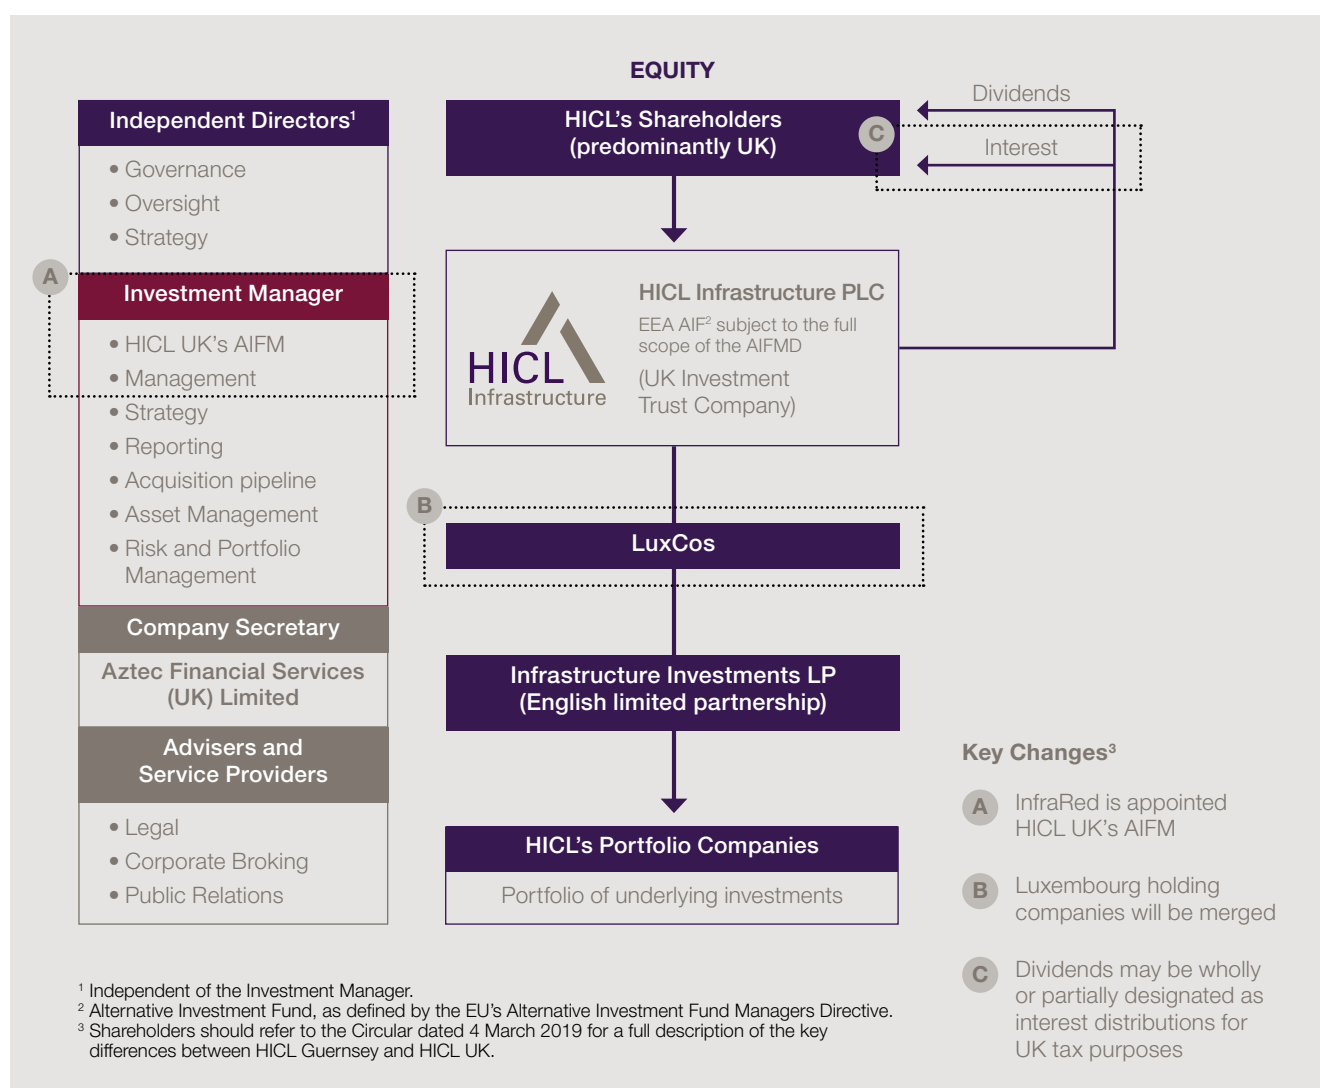 EQUITY
Independent Directors¹
• Governance
• Oversight
• Strategy
A
Investment Manager
• HICL UK's AIFM
• Management
• Strategy
• Reporting
• Acquisition pipeline
• Asset Management
• Risk and Portfolio
Management
Company Secretary
Aztec Financial Services
(UK) Limited
Advisers and
Service Providers
• Legal
• Corporate Broking
• Public Relations
HICL's Shareholders
(predominantly UK)
C
Dividends
Interest
HICL
Infrastructure
HICL Infrastructure PLC
EEA AIF² subject to the full
scope of the AIFMD
(UK Investment
Trust Company)
B
LuxCos
Infrastructure Investments LP
(English limited partnership)
HICL's Portfolio Companies
Portfolio of underlying investments
Key Changes³
A
InfraRed is appointed
HICL UK's AIFM
B
Luxembourg holding
companies will be merged
C
Dividends may be wholly
or partially designated as
interest distributions for
UK tax purposes
¹ Independent of the Investment Manager.
² Alternative Investment Fund, as defined by the EU's Alternative Investment Fund Managers Directive.
³ Shareholders should refer to the Circular dated 4 March 2019 for a full description of the key
differences between HICL Guernsey and HICL UK.